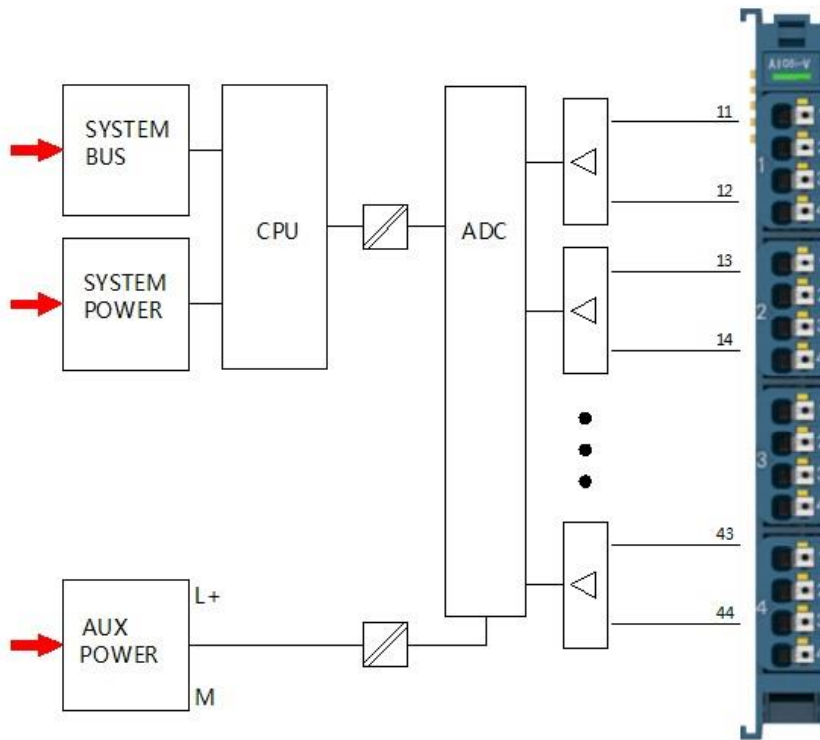 SYSTEM
BUS
SYSTEM
POWER
CPU
ADC
11
12
13
14
43
44
L+
AUX
POWER
M
1
2
3
4